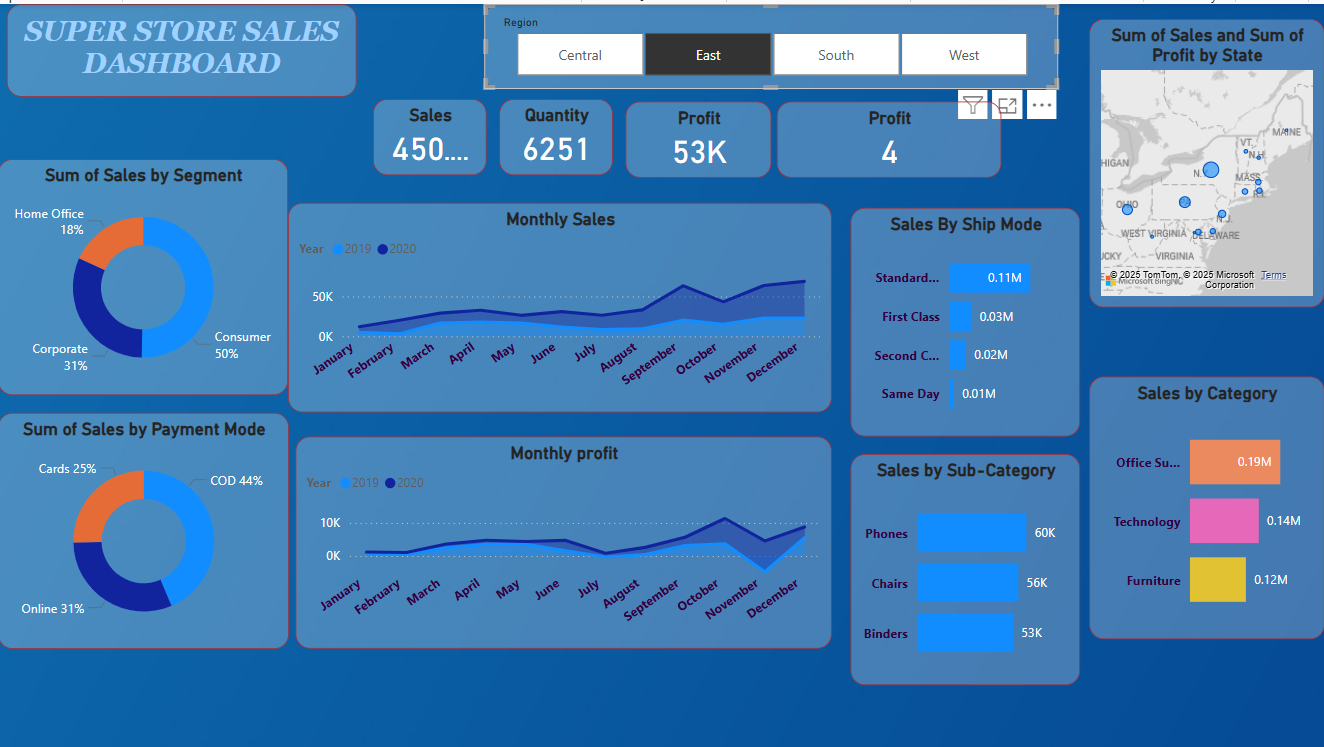 SUPER STORE SALES
DASHBOARD
Region
Central
East
South
West
Sales
450....
Quantity
6251
Profit
53K
Profit
4
Sum of Sales and Sum of
Profit by State
MAINE
VT.
N.H.
HIGAN
N.
MASS.
R.I.
OHIO
PA.
N.J.
WEST VIRGINIA
DELAWARE
CKY
VIRGINIA
© 2025 TomTom, © 2025 Microsoft
Corporation
Terms
Microsoft Bing
Sum of Sales by Segment
Home Office
18%
Consumer
50%
Corporate
31%
Monthly Sales
Year 2019 2020
50K
0K
January
February
March
April
May
June
July
August
September
October
November
December
Sales By Ship Mode
Standard... 0.11M
First Class 0.03M
Second C... 0.02M
Same Day 0.01M
Sum of Sales by Payment Mode
Cards 25%
COD 44%
Online 31%
Monthly profit
Year 2019 2020
10K
0K
January
February
March
April
May
June
July
August
September
October
November
December
Sales by Sub-Category
Phones 60K
Chairs 56K
Binders 53K
Sales by Category
Office Su... 0.19M
Technology 0.14M
Furniture 0.12M